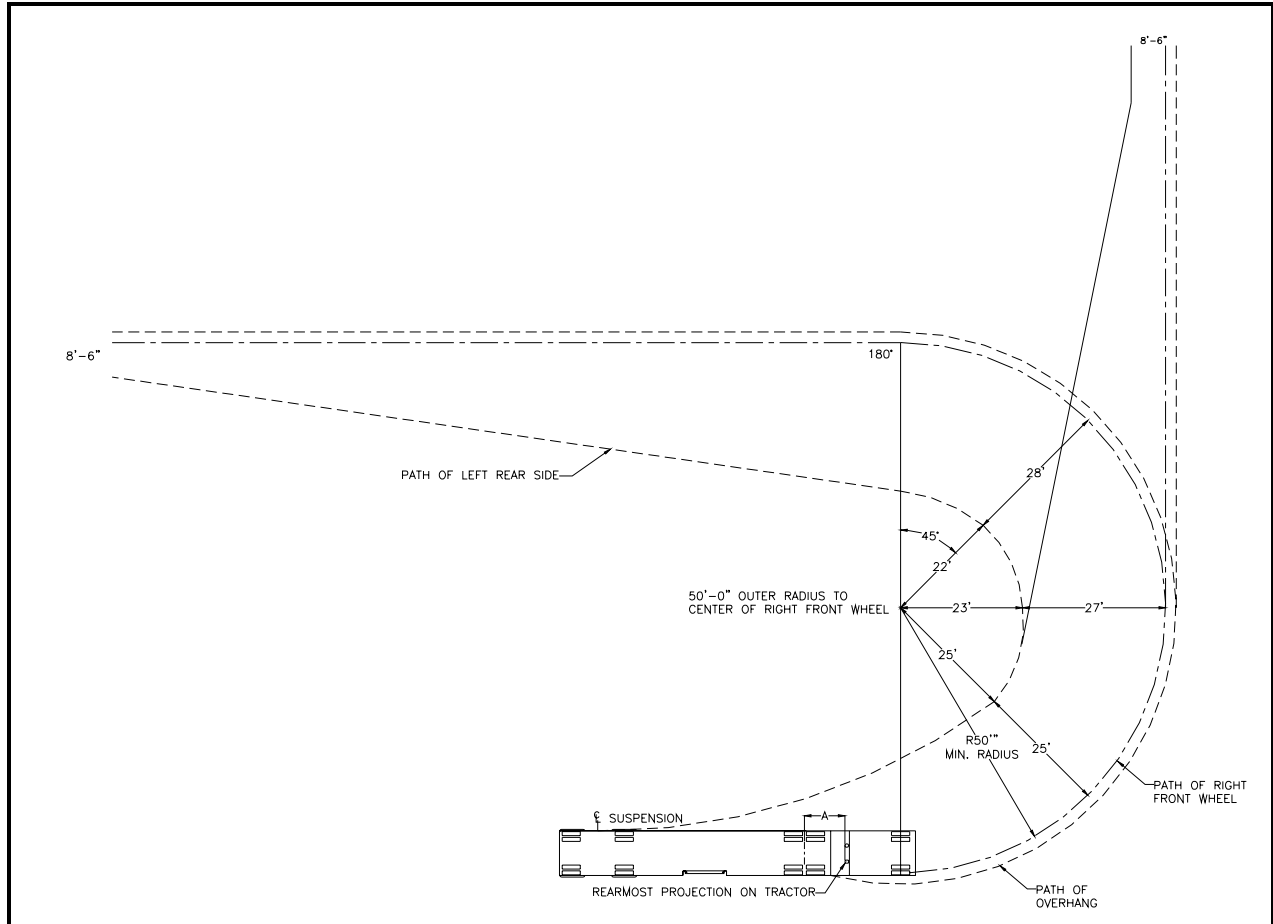 8'-6"
8'-6"
180°
PATH OF LEFT REAR SIDE
28'
45°
22'
50'-0" OUTER RADIUS TO
CENTER OF RIGHT FRONT WHEEL
23'
27'
25'
R50'"
MIN. RADIUS
25'
PATH OF RIGHT
FRONT WHEEL
℄ SUSPENSION
A
REARMOST PROJECTION ON TRACTOR
PATH OF
OVERHANG